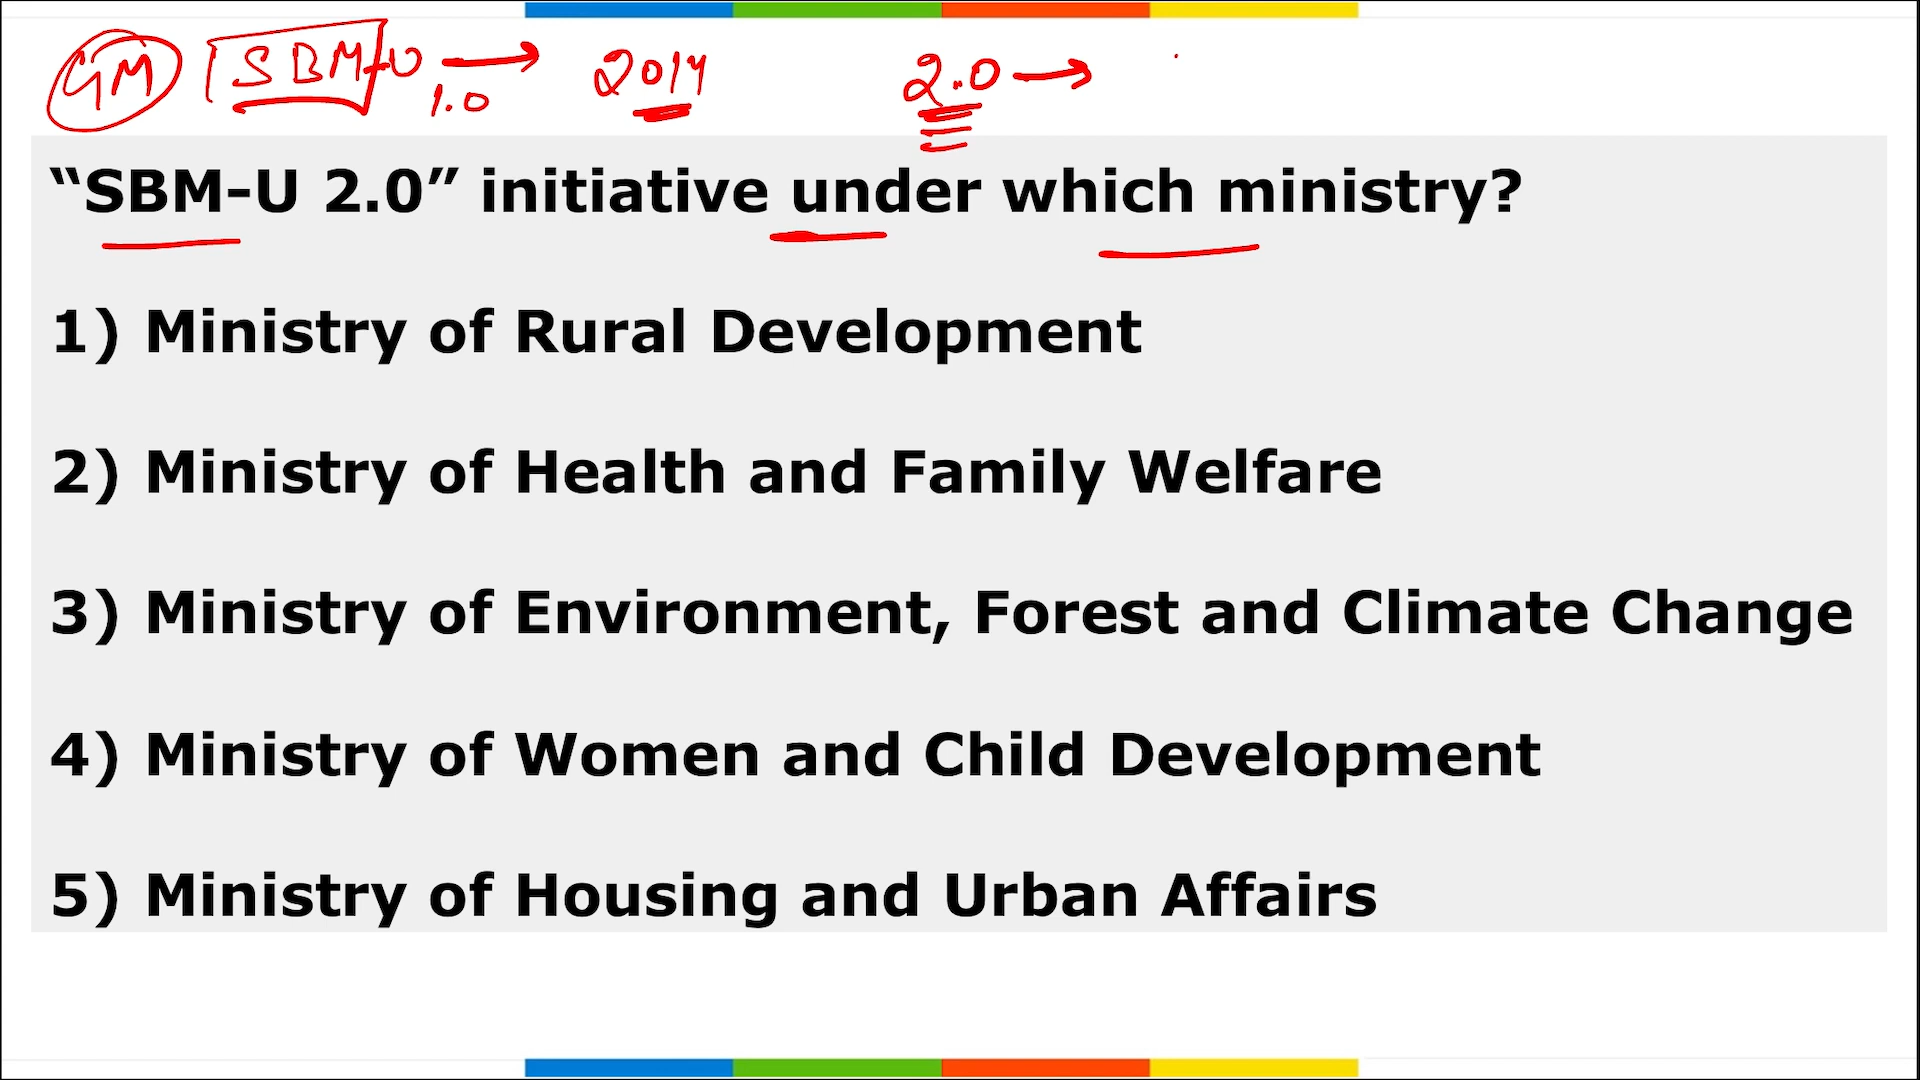 GM SBM-U 1.0 → 2014 2.0 →
“SBM-U 2.0” initiative under which ministry?
1) Ministry of Rural Development
2) Ministry of Health and Family Welfare
3) Ministry of Environment, Forest and Climate Change
4) Ministry of Women and Child Development
5) Ministry of Housing and Urban Affairs